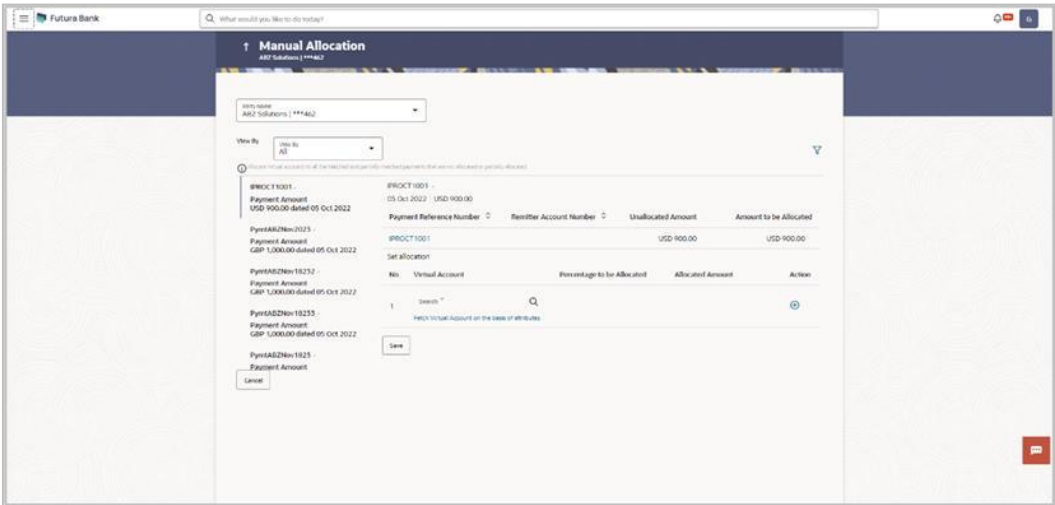 Futura Bank
What would you like to do today?
G
Manual Allocation
ABZ Solutions | ***462
Party Name
ABZ Solutions | ***462
View By
View By
All
IPROCT1001 -
Payment Amount
USD 900.00 dated 05 Oct 2022
PymtABZNov2023 -
Payment Amount
GBP 1,000.00 dated 05 Oct 2022
PymtABZNov18252 -
Payment Amount
GBP 1,000.00 dated 05 Oct 2022
PymtABZNov18253 -
Payment Amount
GBP 1,000.00 dated 05 Oct 2022
PymtABZNov1825 -
Payment Amount
Cancel
IPROCT1001 -
05 Oct 2022 | USD 900.00
Payment Reference Number Remitter Account Number Unallocated Amount Amount to be Allocated
IPROCT1001 USD 900.00 USD 900.00
Set allocation
No Virtual Account Percentage to be Allocated Allocated Amount Action
1 Search
Fetch Virtual Account on the basis of attributes
Save